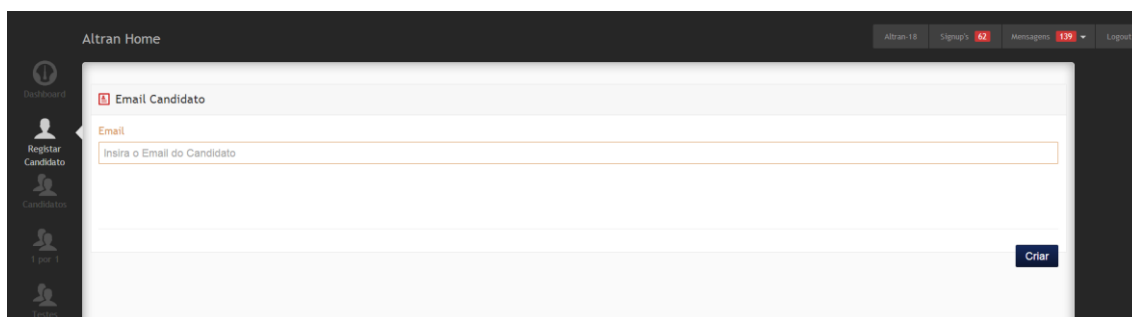 Altran Home
Altran-18
Signup's 62
Mensagens 139
Logout
Dashboard
Registar
Candidato
Candidatos
1 por 1
Testes
Email Candidato
Email
Insira o Email do Candidato
Criar